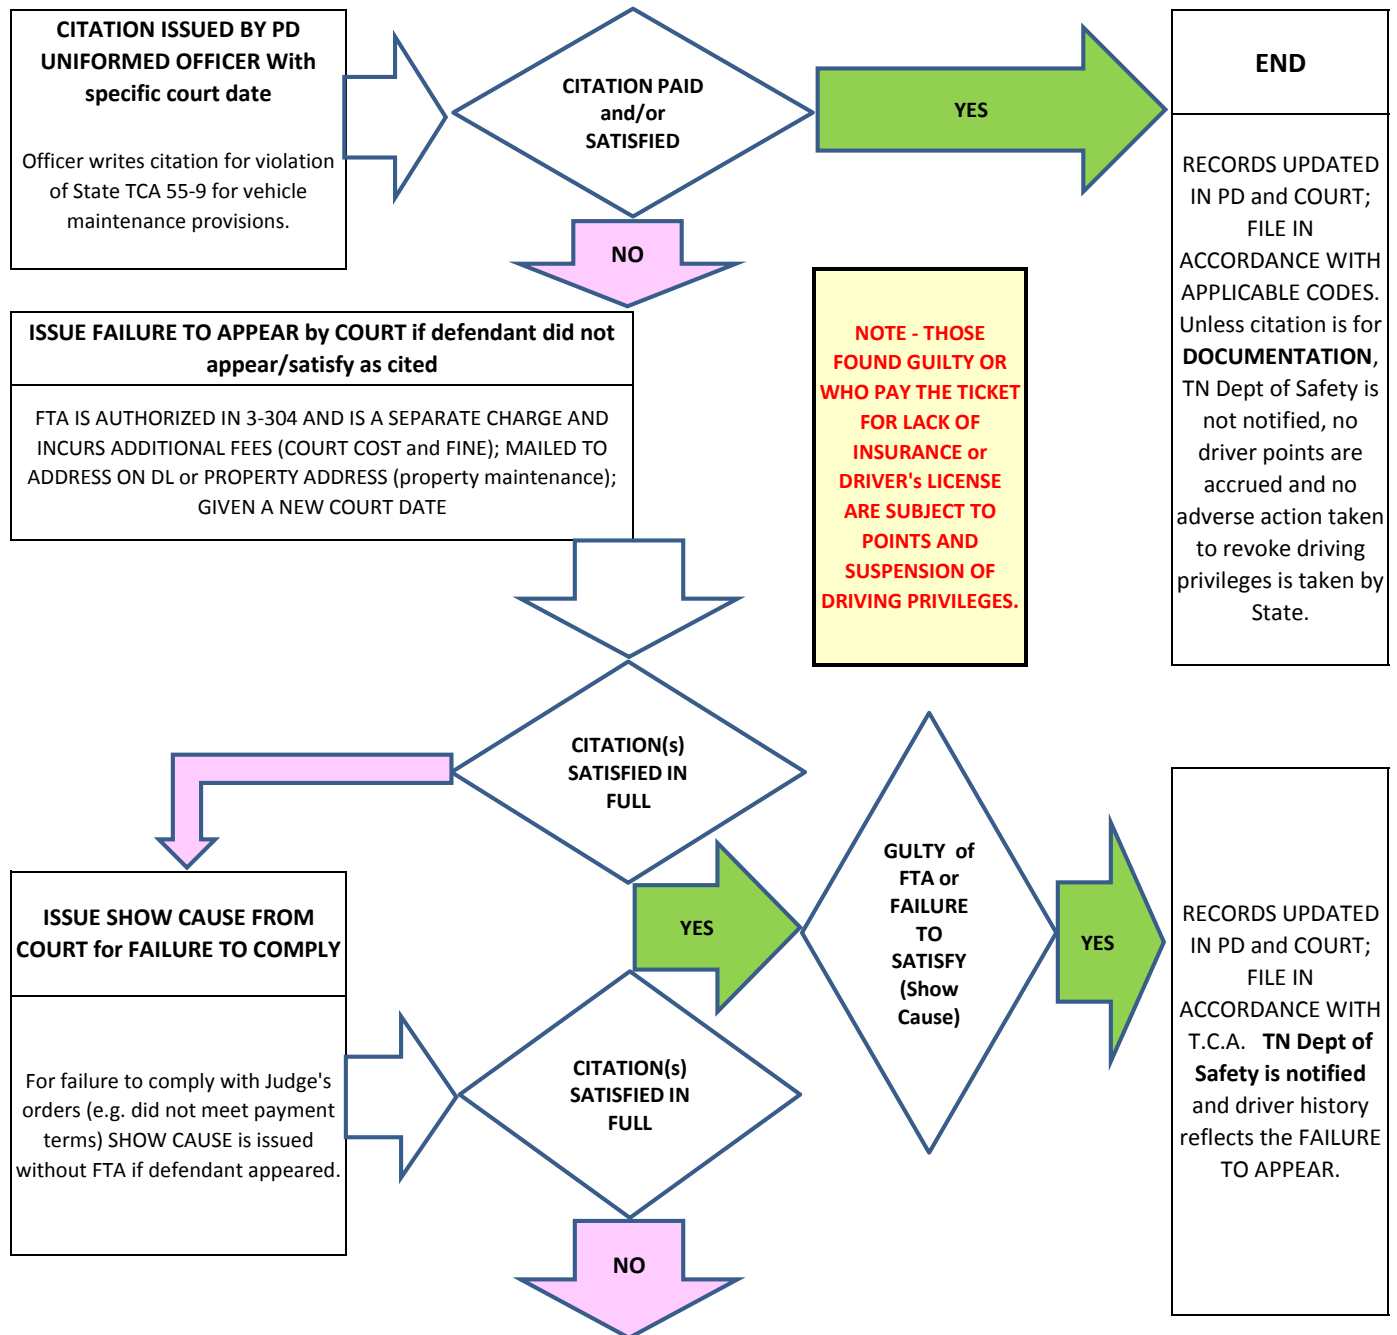 CITATION ISSUED BY PD
UNIFORMED OFFICER With
specific court date
Officer writes citation for violation
of State TCA 55-9 for vehicle
maintenance provisions.
CITATION PAID
and/or
SATISFIED
YES
END
RECORDS UPDATED
IN PD and COURT;
FILE IN
ACCORDANCE WITH
APPLICABLE CODES.
Unless citation is for
DOCUMENTATION,
TN Dept of Safety is
not notified, no
driver points are
accrued and no
adverse action taken
to revoke driving
privileges is taken by
State.
NO
ISSUE FAILURE TO APPEAR by COURT if defendant did not
appear/satisfy as cited
FTA IS AUTHORIZED IN 3-304 AND IS A SEPARATE CHARGE AND
INCURS ADDITIONAL FEES (COURT COST and FINE); MAILED TO
ADDRESS ON DL or PROPERTY ADDRESS (property maintenance);
GIVEN A NEW COURT DATE
NOTE - THOSE
FOUND GUILTY OR
WHO PAY THE TICKET
FOR LACK OF
INSURANCE or
DRIVER's LICENSE
ARE SUBJECT TO
POINTS AND
SUSPENSION OF
DRIVING PRIVILEGES.
CITATION(s)
SATISFIED IN
FULL
YES
GULTY of
FTA or
FAILURE
TO
SATISFY
(Show
Cause)
YES
RECORDS UPDATED
IN PD and COURT;
FILE IN
ACCORDANCE WITH
T.C.A. TN Dept of
Safety is notified
and driver history
reflects the FAILURE
TO APPEAR.
ISSUE SHOW CAUSE FROM
COURT for FAILURE TO COMPLY
For failure to comply with Judge's
orders (e.g. did not meet payment
terms) SHOW CAUSE is issued
without FTA if defendant appeared.
CITATION(s)
SATISFIED IN
FULL
NO